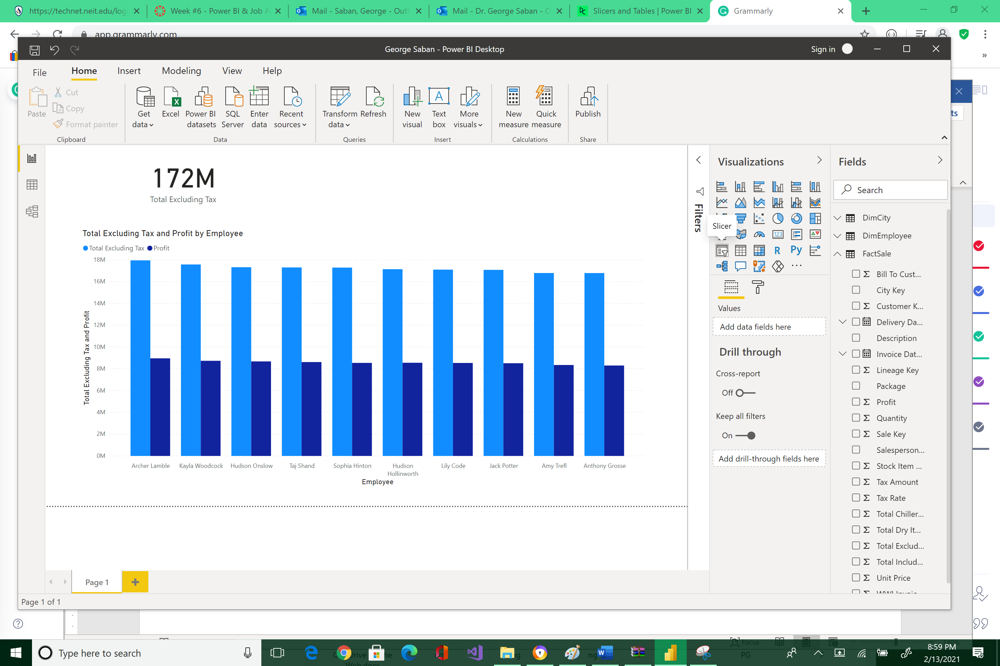 https://technet.neit.edu/logi
Week #6 - Power BI & Job A
Mail - Saban, George - Outl
Mail - Dr. George Saban - O
Slicers and Tables | Power BI
Grammarly
app.grammarly.com
George Saban - Power BI Desktop
Sign in
File Home Insert Modeling View Help
Paste
Cut
Copy
Format painter
Clipboard
Get data
Excel
Power BI datasets
SQL Server
Enter data
Recent sources
Data
Transform data
Refresh
Queries
New visual
Text box
More visuals
Insert
New measure
Quick measure
Calculations
Publish
Share
ts
172M
Total Excluding Tax
Total Excluding Tax and Profit by Employee
Total Excluding Tax Profit
Total Excluding Tax and Profit
18M
16M
14M
12M
10M
8M
6M
4M
2M
0M
Archer Lamble
Kayla Woodcock
Hudson Onslow
Taj Shand
Sophia Hinton
Hudson Hollinworth
Lily Code
Jack Potter
Amy Trefl
Anthony Grosse
Employee
Filters
Visualizations
Slicer
123
R
Py
Values
Add data fields here
Drill through
Cross-report
Off
Keep all filters
On
Add drill-through fields here
Fields
Search
DimCity
DimEmployee
FactSale
Bill To Cust...
City Key
Customer K...
Delivery Da...
Description
Invoice Dat...
Lineage Key
Package
Profit
Quantity
Sale Key
Salesperson...
Stock Item ...
Tax Amount
Tax Rate
Total Chiller...
Total Dry It...
Total Exclud...
Total Includ...
Unit Price
Page 1
Page 1 of 1
Type here to search
Focus
PG
8:59 PM
2/13/2021